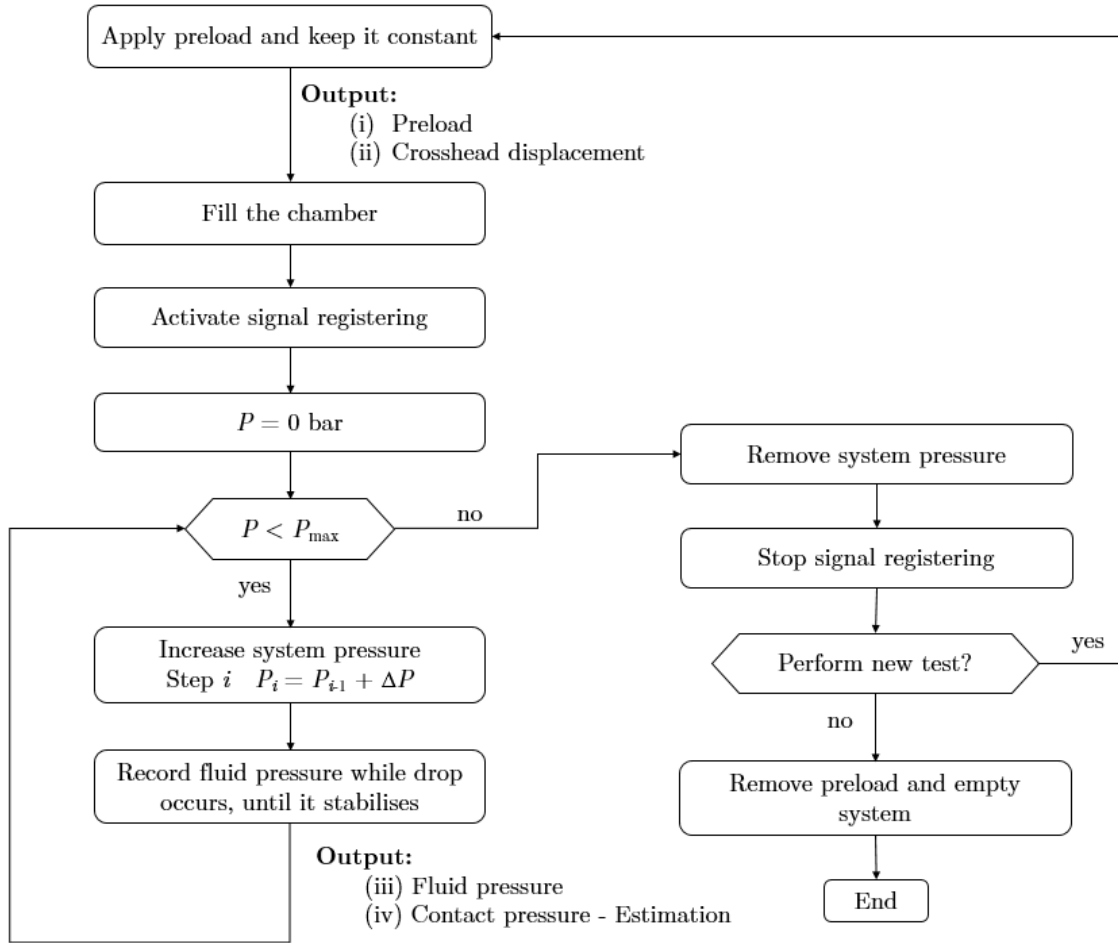 Apply preload and keep it constant
Output:
(i) Preload
(ii) Crosshead displacement
Fill the chamber
Activate signal registering
P = 0 bar
P < Pmax
no
yes
Increase system pressure
Step i Pi = Pi-1 + ΔP
Record fluid pressure while drop
occurs, until it stabilises
Output:
(iii) Fluid pressure
(iv) Contact pressure - Estimation
Remove system pressure
Stop signal registering
Perform new test?
yes
no
Remove preload and empty
system
End